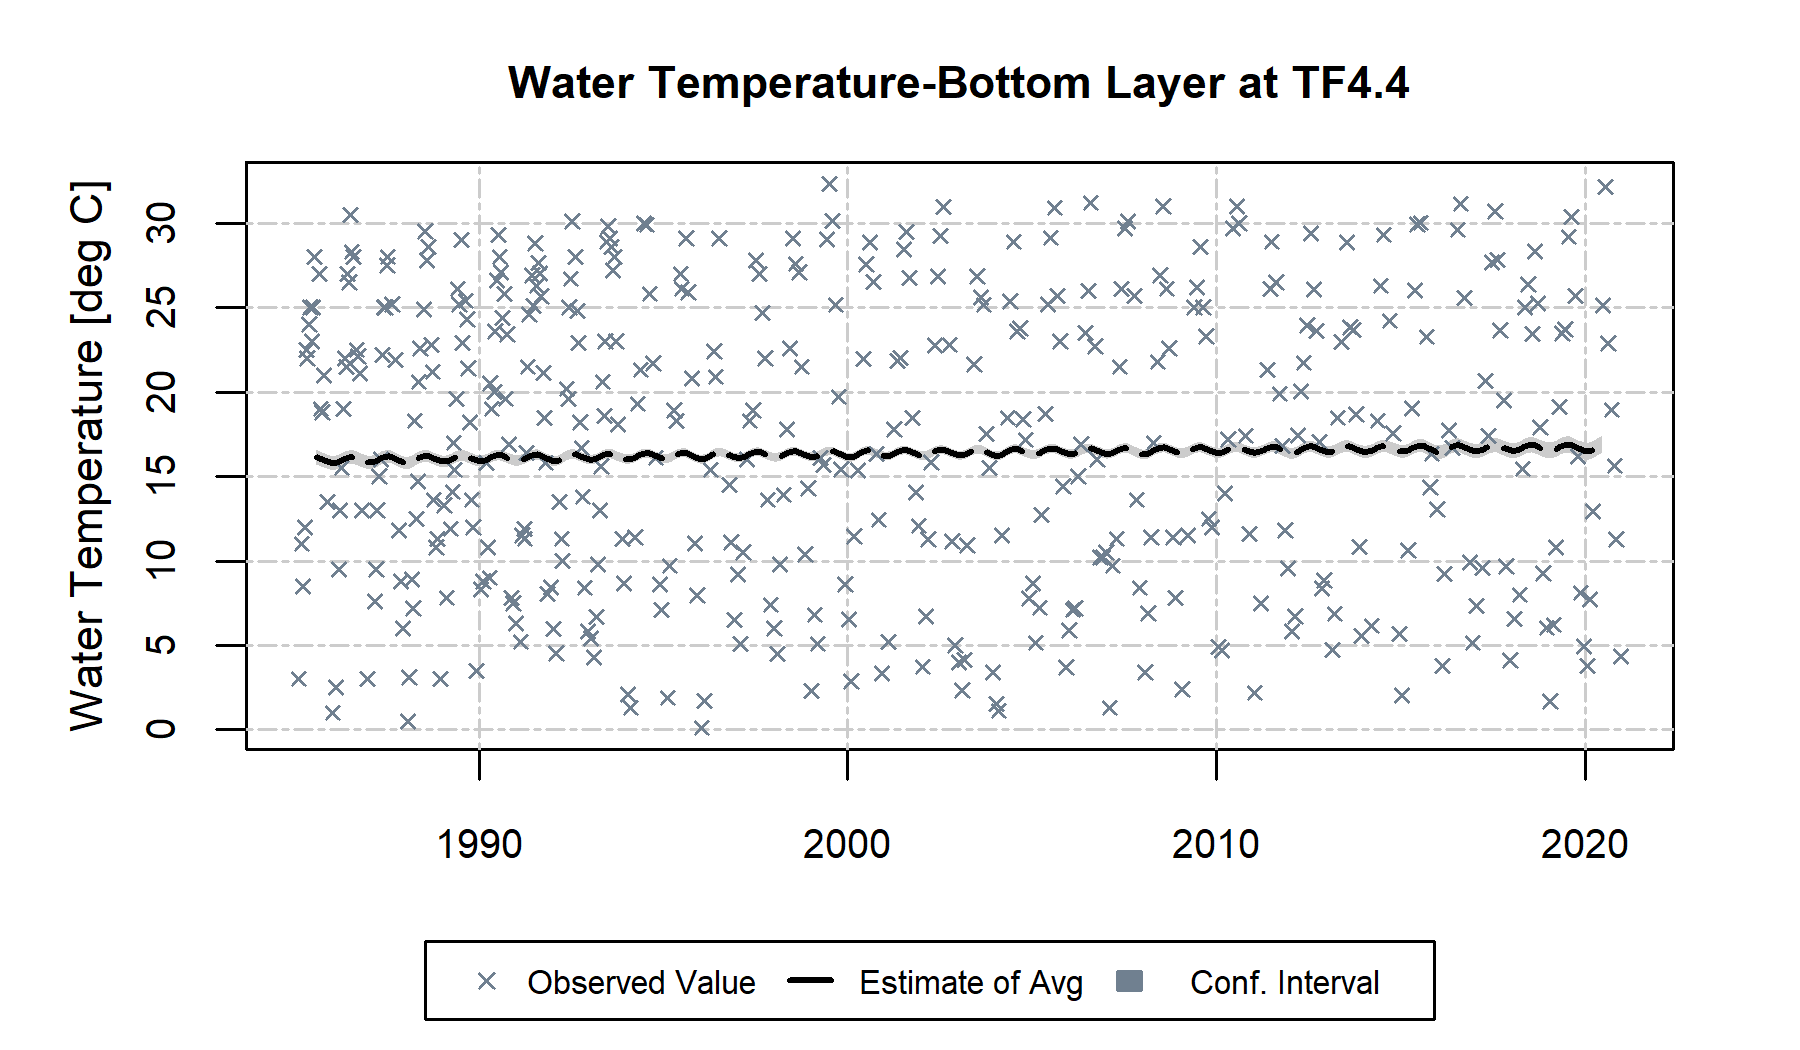 Water Temperature-Bottom Layer at TF4.4
Water Temperature [deg C]
30
25
20
15
10
5
0
1990 2000 2010 2020
Observed Value Estimate of Avg Conf. Interval